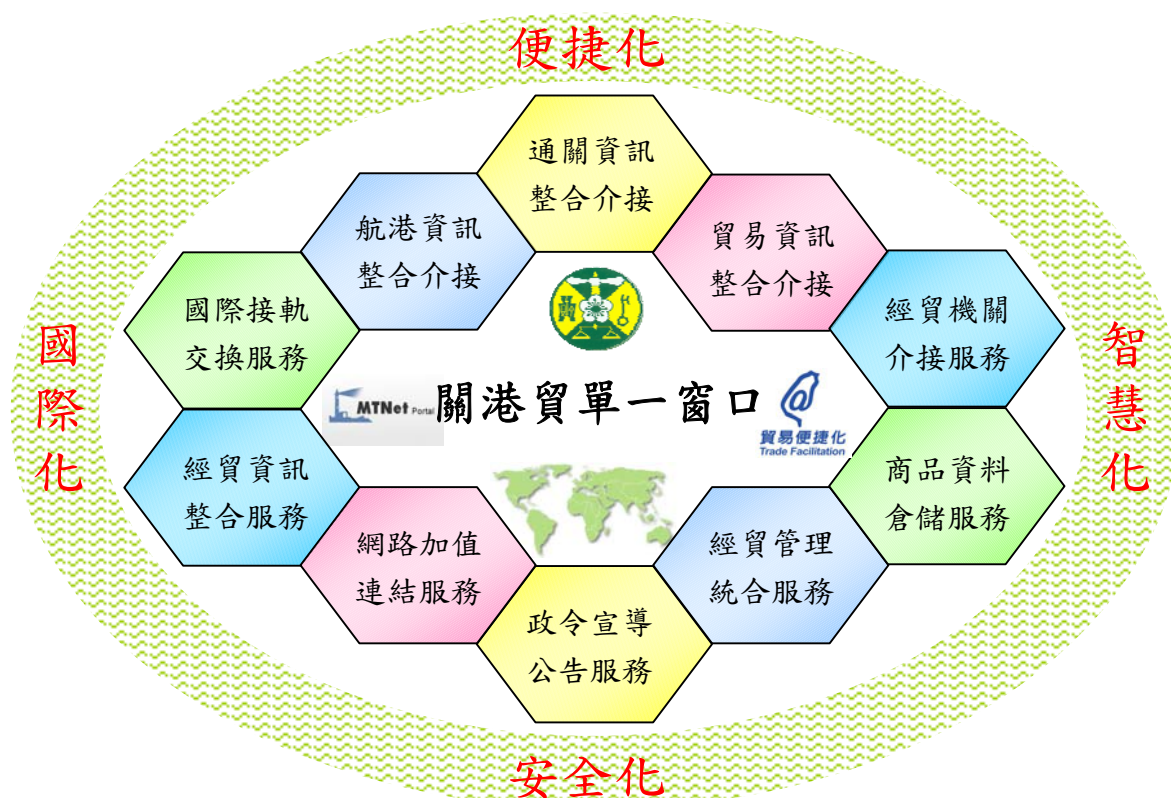 便捷化
通關資訊
整合介接
航港資訊
整合介接
貿易資訊
整合介接
國際接軌
交換服務
經貿機關
介接服務
國際化
智慧化
MTNet Portal
關港貿單一窗口
@
貿易便捷化
Trade Facilitation
經貿資訊
整合服務
商品資料
倉儲服務
網路加值
連結服務
經貿管理
統合服務
政令宣導
公告服務
安全化